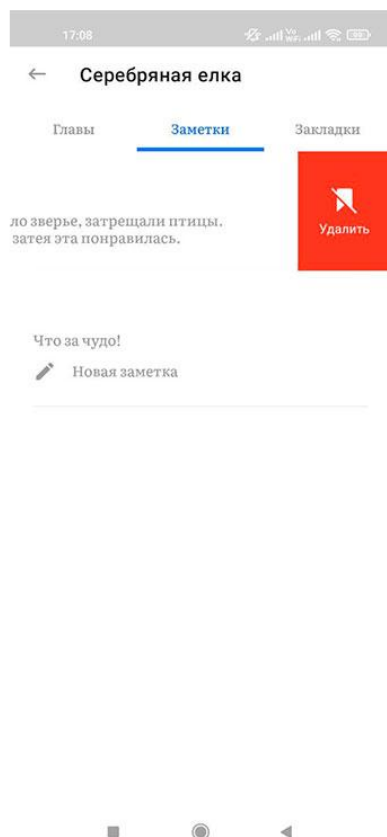 17:08
Серебряная елка
Главы Заметки Закладки
ло зверье, затрещали птицы.
затея эта понравилась.
Удалить
Что за чудо!
Новая заметка